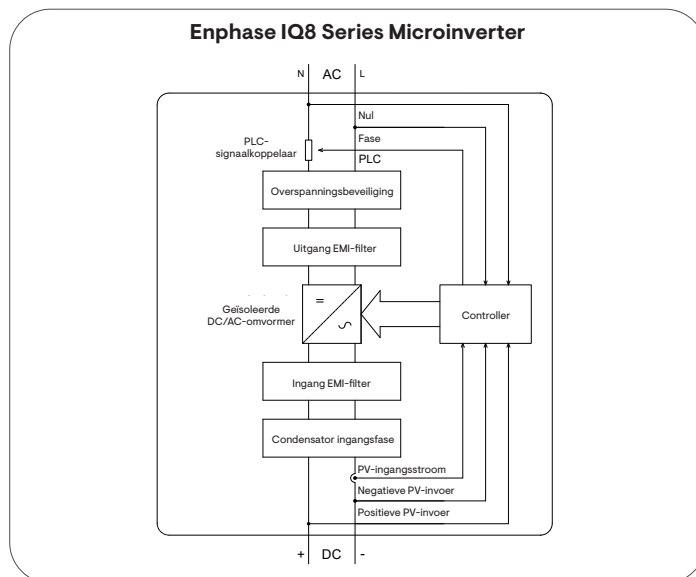 Enphase IQ8 Series Microinverter
N AC L
Nul
Fase
PLC
PLC-
signaalkoppelaar
Overspanningsbeveiliging
Uitgang EMI-filter
Geïsoleerde
DC/AC-omvormer
Controller
Ingang EMI-filter
Condensator ingangsfase
PV-ingangsstroom
Negatieve PV-invoer
Positieve PV-invoer
+ DC -